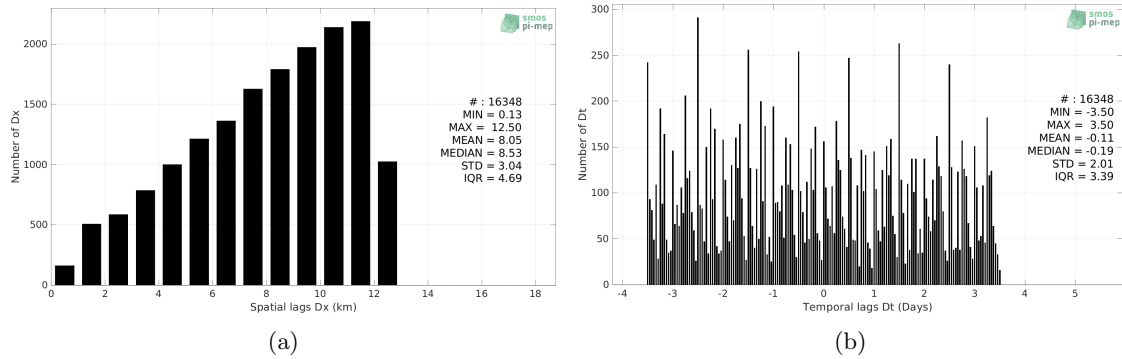 smos
pi-mep
2000
1500
1000
500
0
Number of Dx
# : 16348
MIN = 0.13
MAX = 12.50
MEAN = 8.05
MEDIAN = 8.53
STD = 3.04
IQR = 4.69
0 2 4 6 8 10 12 14 16 18
Spatial lags Dx (km)
(a)
smos
pi-mep
300
250
200
150
100
50
0
Number of Dt
# : 16348
MIN = -3.50
MAX = 3.50
MEAN = -0.11
MEDIAN = -0.19
STD = 2.01
IQR = 3.39
-4 -3 -2 -1 0 1 2 3 4 5
Temporal lags Dt (Days)
(b)